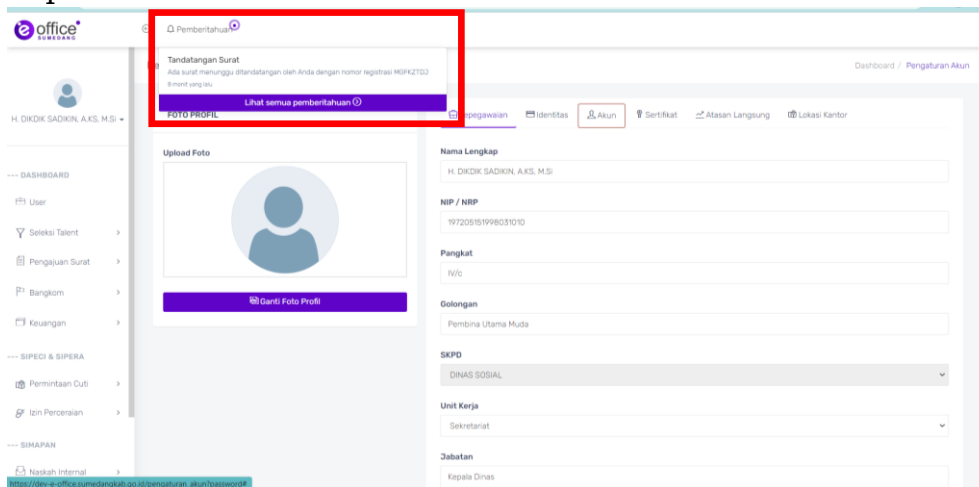 e office
SUMEDANG
Pemberitahuan
Tandatangan Surat
Ada surat menunggu ditandatangan oleh Anda dengan nomor registrasi MGFKZTDJ
8 menit yang lalu
Lihat semua pemberitahuan
Dashboard / Pengaturan Akun
H. DIKDIK SADIKIN, A.KS, M.Si
FOTO PROFIL
Kepegawaian Identitas Akun Sertifikat Atasan Langsung Lokasi Kantor
Upload Foto
Ganti Foto Profil
Nama Lengkap
H. DIKDIK SADIKIN, A.KS, M.Si
NIP / NRP
197205151998031010
Pangkat
IV/c
Golongan
Pembina Utama Muda
SKPD
DINAS SOSIAL
Unit Kerja
Sekretariat
Jabatan
Kepala Dinas
--- DASHBOARD
User
Seleksi Talent
Pengajuan Surat
Bangkom
Keuangan
--- SIPECI & SIPERA
Permintaan Cuti
Izin Perceraian
--- SIMAPAN
Naskah Internal
https://dev-e-office.sumedangkab.go.id/pengaturan_akun?password#